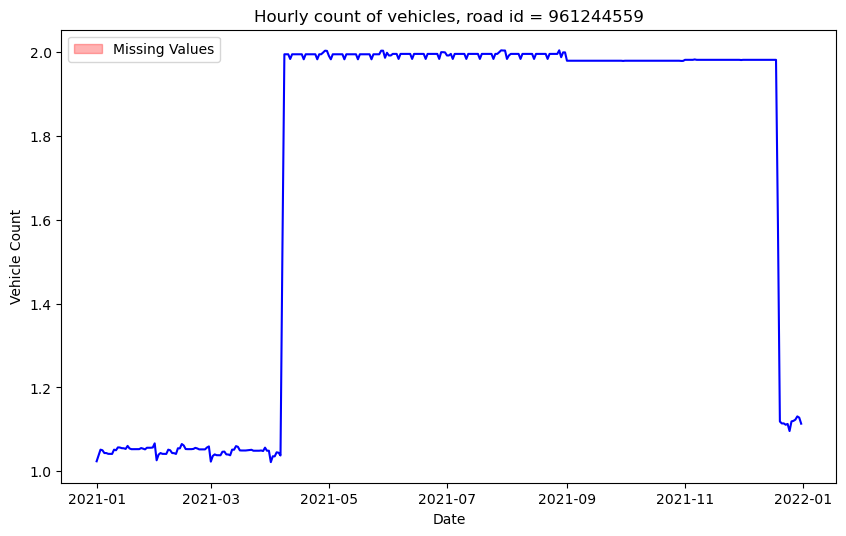 Hourly count of vehicles, road id = 961244559
Missing Values
Vehicle Count
2.0
1.8
1.6
1.4
1.2
1.0
2021-01 2021-03 2021-05 2021-07 2021-09 2021-11 2022-01
Date